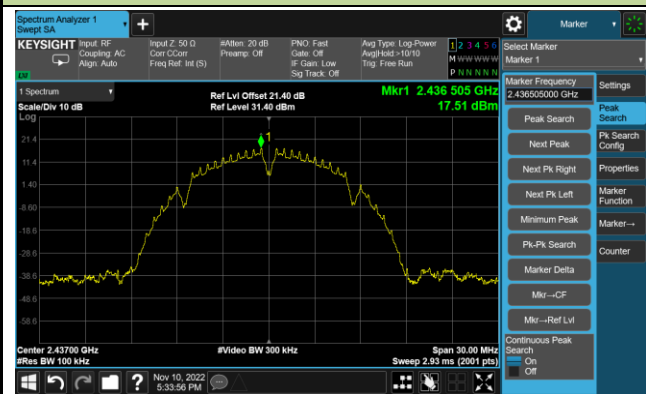 Spectrum Analyzer 1
Swept SA
+
Marker
KEYSIGHT
Input: RF
Coupling: AC
Align: Auto
Input Z: 50 Ω
Corr CCorr
Freq Ref: Int (S)
#Atten: 20 dB
Preamp: Off
PNO: Fast
Gate: Off
IF Gain: Low
Sig Track: Off
Avg Type: Log-Power
Avg|Hold:>10/10
Trig: Free Run
1 2 3 4 5 6
M W W W W W
P N N N N N
LXI
Select Marker
Marker 1
1 Spectrum
Scale/Div 10 dB
Log
Ref Lvl Offset 21.40 dB
Ref Level 31.40 dBm
Mkr1 2.436 505 GHz
17.51 dBm
21.4
11.4
1.40
-8.60
-18.6
-28.6
-38.6
-48.6
-58.6
1
Center 2.43700 GHz
#Res BW 100 kHz
#Video BW 300 kHz
Span 30.00 MHz
Sweep 2.93 ms (2001 pts)
Marker Frequency
2.436505000 GHz
Peak Search
Next Peak
Next Pk Right
Next Pk Left
Minimum Peak
Pk-Pk Search
Marker Delta
Mkr→CF
Mkr→Ref Lvl
Continuous Peak
Search
On
Off
Settings
Peak
Search
Pk Search
Config
Properties
Marker
Function
Marker→
Counter
?
Nov 10, 2022
5:33:56 PM